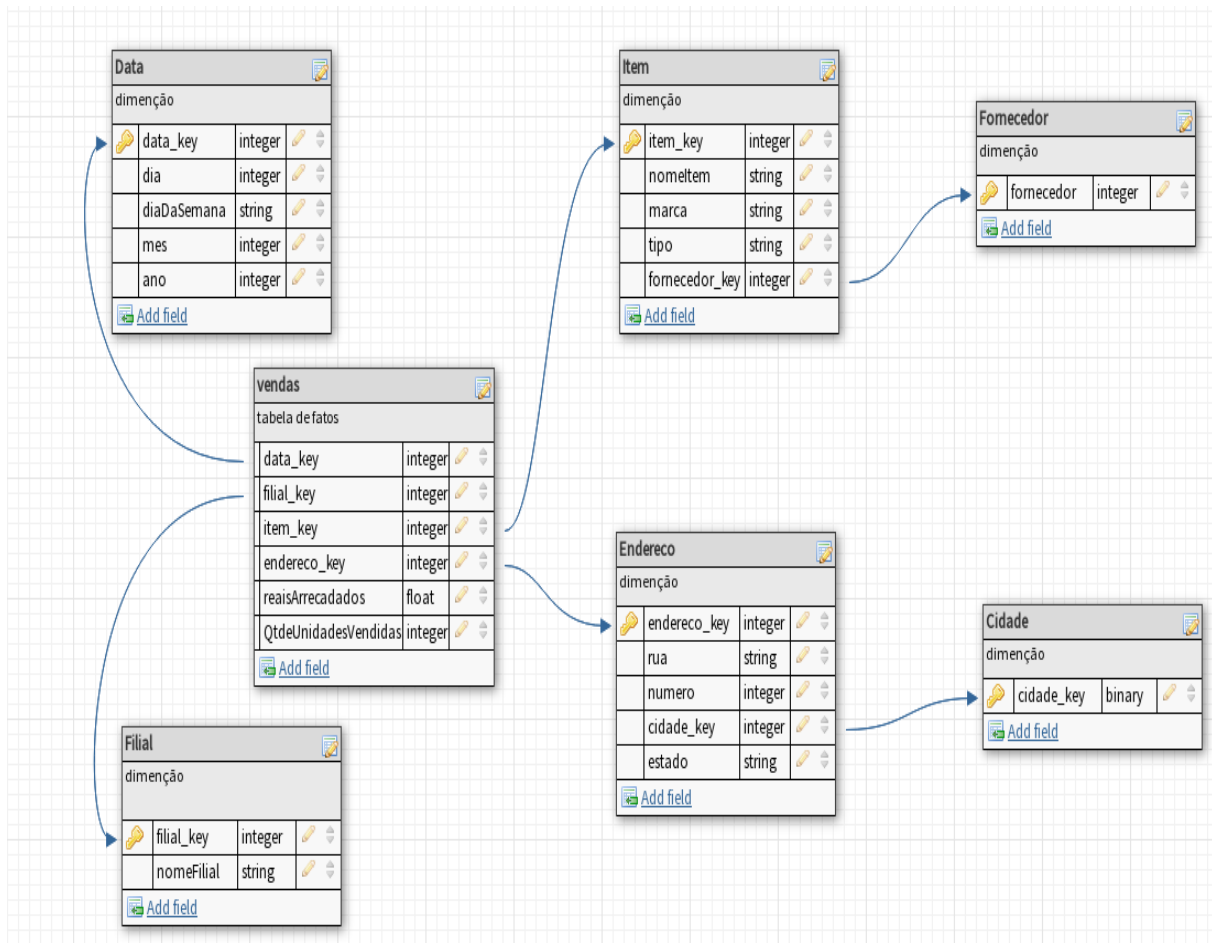 Data
dimenção
data_key integer
dia integer
diaDaSemana string
mes integer
ano integer
Add field
Item
dimenção
item_key integer
nomeItem string
marca string
tipo string
fornecedor_key integer
Add field
Fornecedor
dimenção
fornecedor integer
Add field
vendas
tabela de fatos
data_key integer
filial_key integer
item_key integer
endereco_key integer
reaisArrecadados float
QtdeUnidadesVendidas integer
Add field
Endereco
dimenção
endereco_key integer
rua string
numero integer
cidade_key integer
estado string
Add field
Cidade
dimenção
cidade_key binary
Add field
Filial
dimenção
filial_key integer
nomeFilial string
Add field